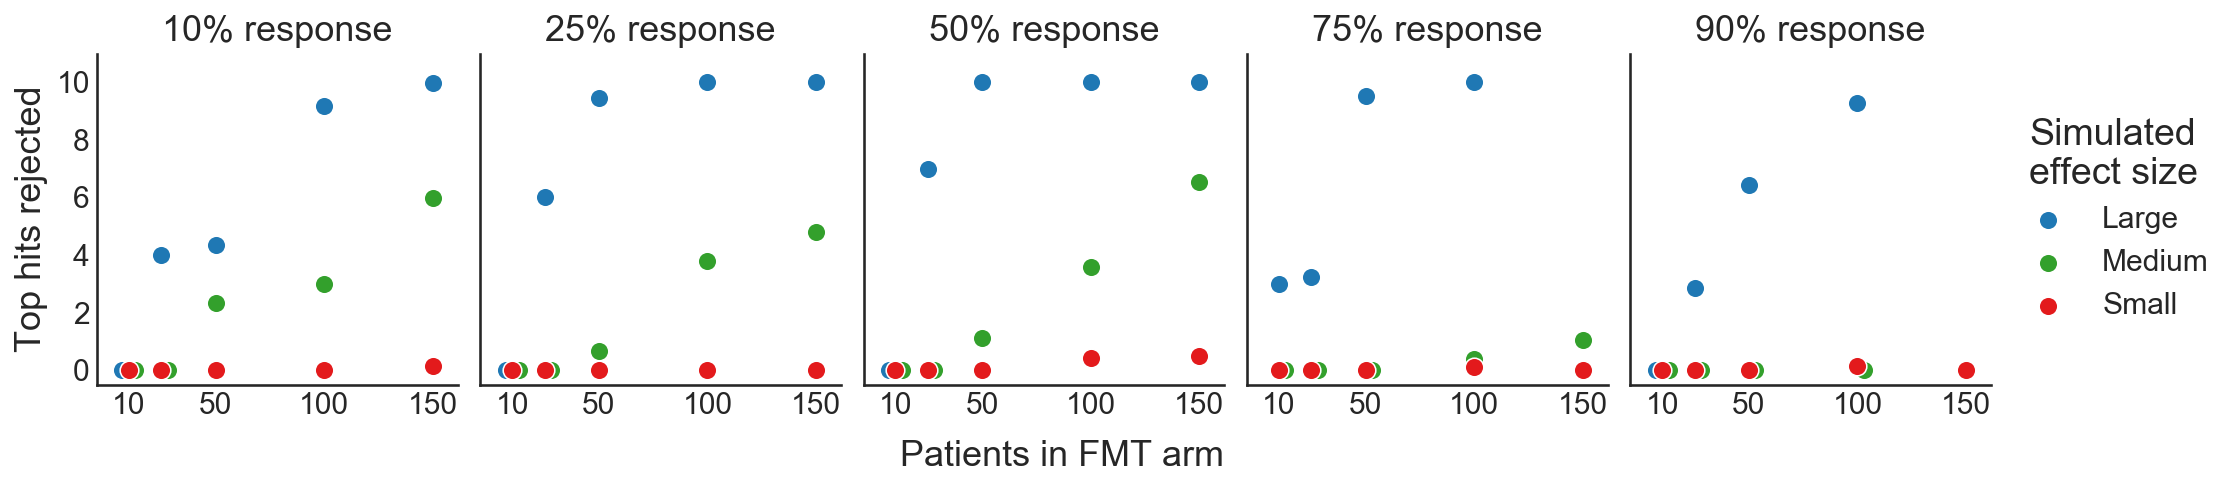 10% response
25% response
50% response
75% response
90% response
Top hits rejected
10
8
6
4
2
0
10 50 100 150
10 50 100 150
10 50 100 150
10 50 100 150
10 50 100 150
Patients in FMT arm
Simulated
effect size
Large
Medium
Small